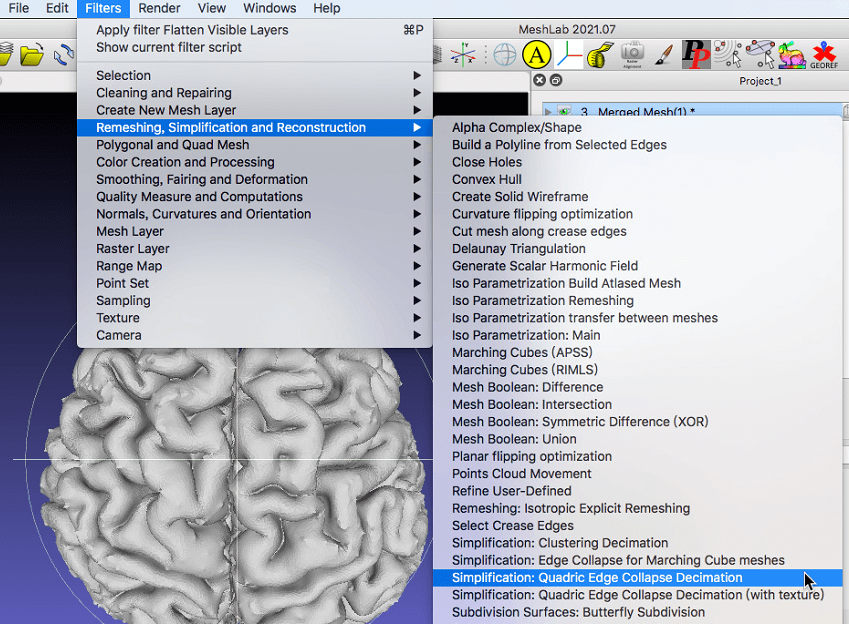 File Edit Filters Render View Windows Help
MeshLab 2021.07
Apply filter Flatten Visible Layers ⌘P
Show current filter script
A
PP
GEOREF
Project_1
3 Merged Mesh(1) *
Selection
Cleaning and Repairing
Create New Mesh Layer
Remeshing, Simplification and Reconstruction
Polygonal and Quad Mesh
Color Creation and Processing
Smoothing, Fairing and Deformation
Quality Measure and Computations
Normals, Curvatures and Orientation
Mesh Layer
Raster Layer
Range Map
Point Set
Sampling
Texture
Camera
Alpha Complex/Shape
Build a Polyline from Selected Edges
Close Holes
Convex Hull
Create Solid Wireframe
Curvature flipping optimization
Cut mesh along crease edges
Delaunay Triangulation
Generate Scalar Harmonic Field
Iso Parametrization Build Atlased Mesh
Iso Parametrization Remeshing
Iso Parametrization transfer between meshes
Iso Parametrization: Main
Marching Cubes (APSS)
Marching Cubes (RIMLS)
Mesh Boolean: Difference
Mesh Boolean: Intersection
Mesh Boolean: Symmetric Difference (XOR)
Mesh Boolean: Union
Planar flipping optimization
Points Cloud Movement
Refine User-Defined
Remeshing: Isotropic Explicit Remeshing
Select Crease Edges
Simplification: Clustering Decimation
Simplification: Edge Collapse for Marching Cube meshes
Simplification: Quadric Edge Collapse Decimation
Simplification: Quadric Edge Collapse Decimation (with texture)
Subdivision Surfaces: Butterfly Subdivision